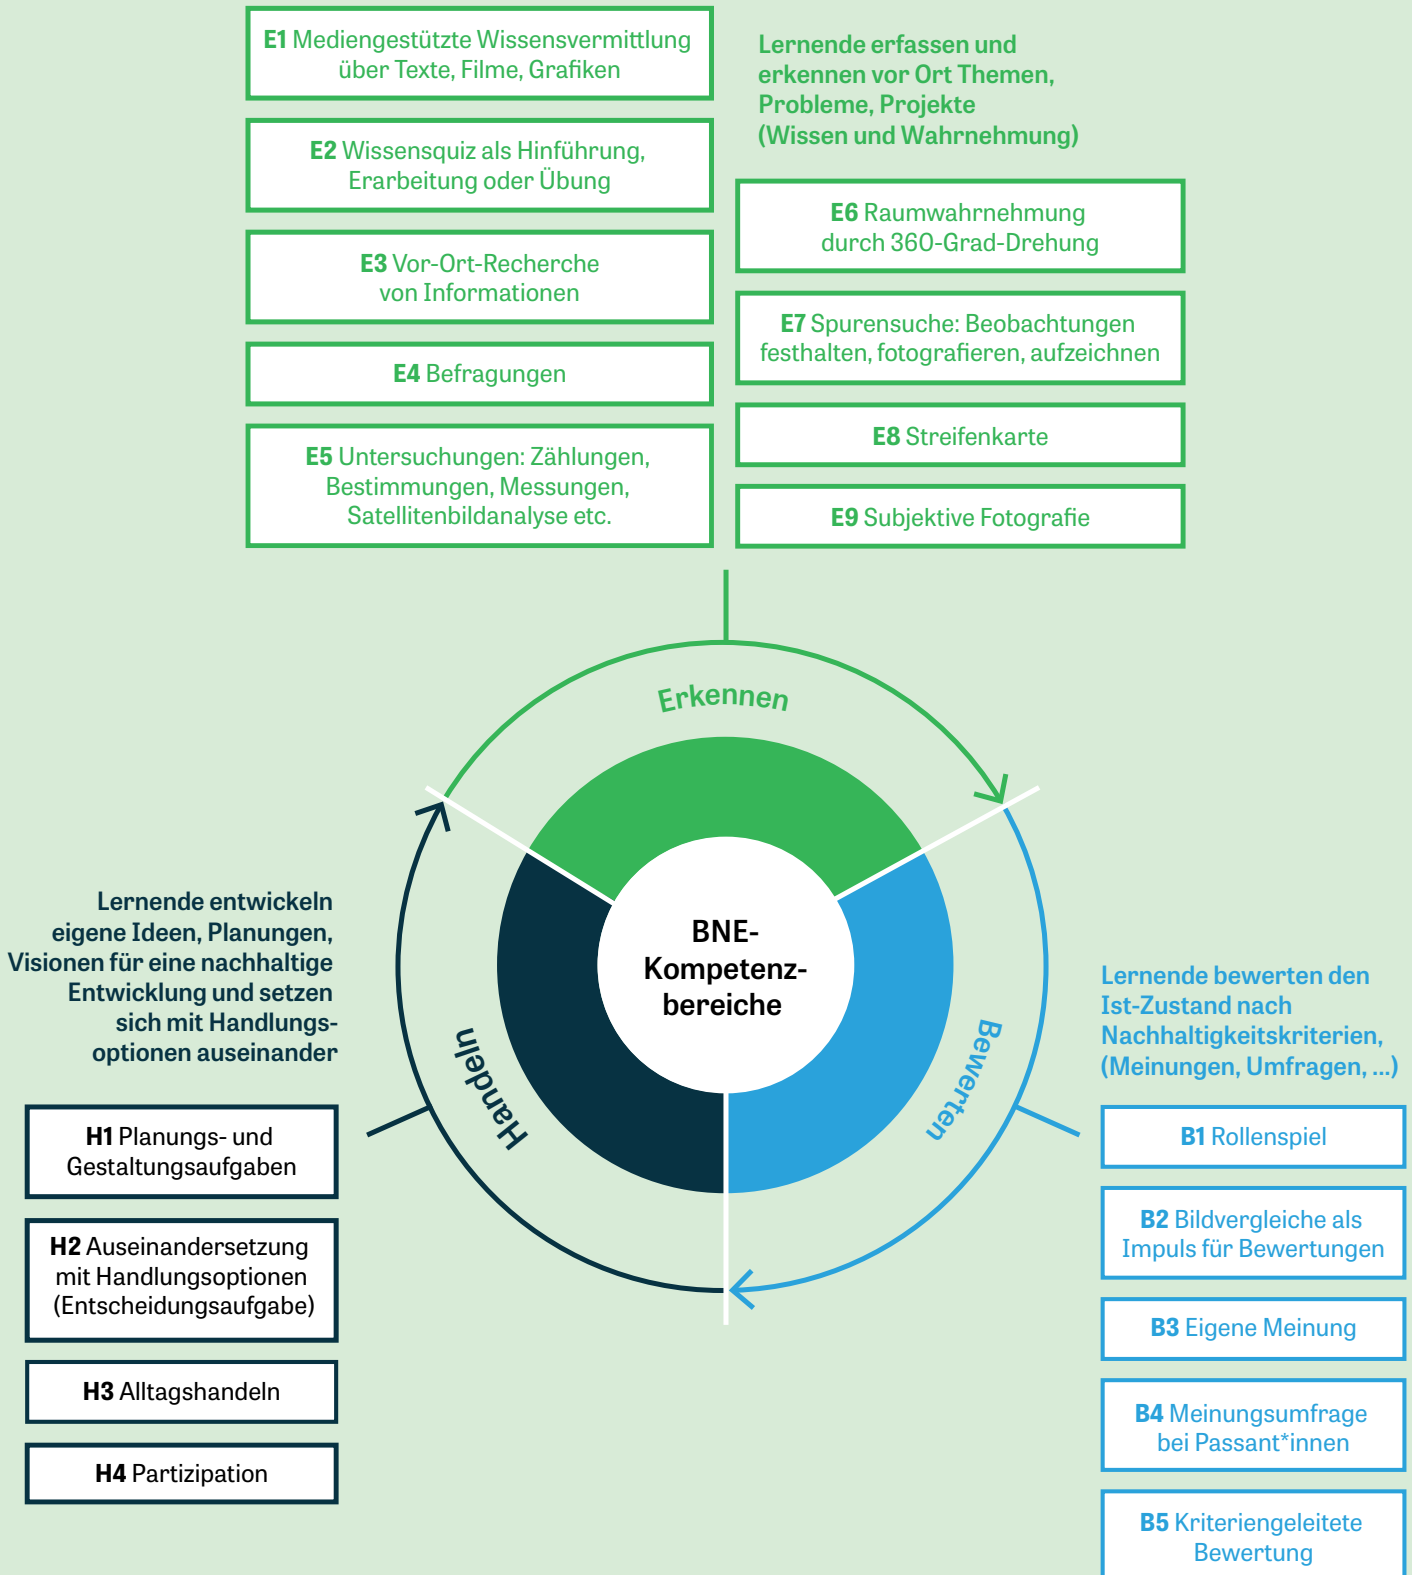 E1 Mediengestützte Wissensvermittlung
über Texte, Filme, Grafiken
E2 Wissensquiz als Hinführung,
Erarbeitung oder Übung
E3 Vor-Ort-Recherche
von Informationen
E4 Befragungen
E5 Untersuchungen: Zählungen,
Bestimmungen, Messungen,
Satellitenbildanalyse etc.
Lernende erfassen und
erkennen vor Ort Themen,
Probleme, Projekte
(Wissen und Wahrnehmung)
E6 Raumwahrnehmung
durch 360-Grad-Drehung
E7 Spurensuche: Beobachtungen
festhalten, fotografieren, aufzeichnen
E8 Streifenkarte
E9 Subjektive Fotografie
Erkennen
BNE-
Kompetenz-
bereiche
Bewerten
Handeln
Lernende entwickeln
eigene Ideen, Planungen,
Visionen für eine nachhaltige
Entwicklung und setzen
sich mit Handlungs-
optionen auseinander
H1 Planungs- und
Gestaltungsaufgaben
H2 Auseinandersetzung
mit Handlungsoptionen
(Entscheidungsaufgabe)
H3 Alltagshandeln
H4 Partizipation
Lernende bewerten den
Ist-Zustand nach
Nachhaltigkeitskriterien,
(Meinungen, Umfragen, ...)
B1 Rollenspiel
B2 Bildvergleiche als
Impuls für Bewertungen
B3 Eigene Meinung
B4 Meinungsumfrage
bei Passant*innen
B5 Kriteriengeleitete
Bewertung